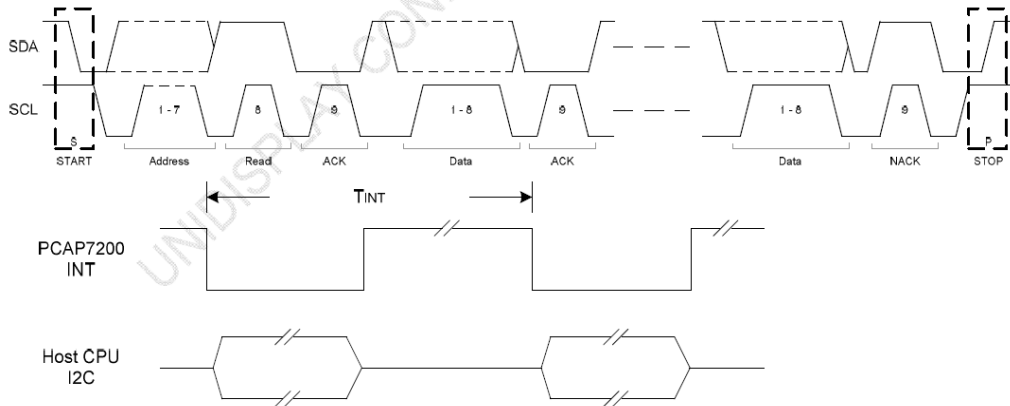 SDA
SCL
1 - 7
8
9
1 - 8
9
1 - 8
9
S
P
START
Address
Read
ACK
Data
ACK
Data
NACK
STOP
TINT
PCAP7200
INT
Host CPU
I2C
UNIDISPLAY